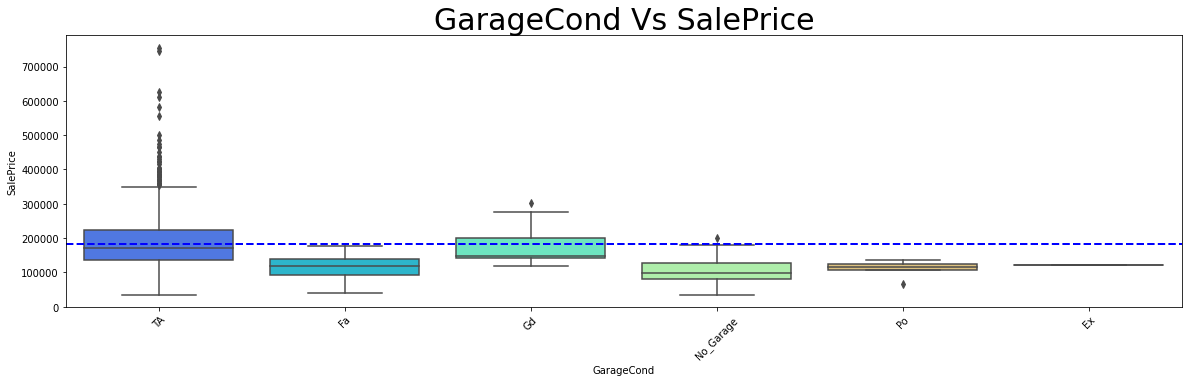 GarageCond Vs SalePrice
SalePrice
700000
600000
500000
400000
300000
200000
100000
0
TA
Fa
Gd
No_Garage
Po
Ex
GarageCond